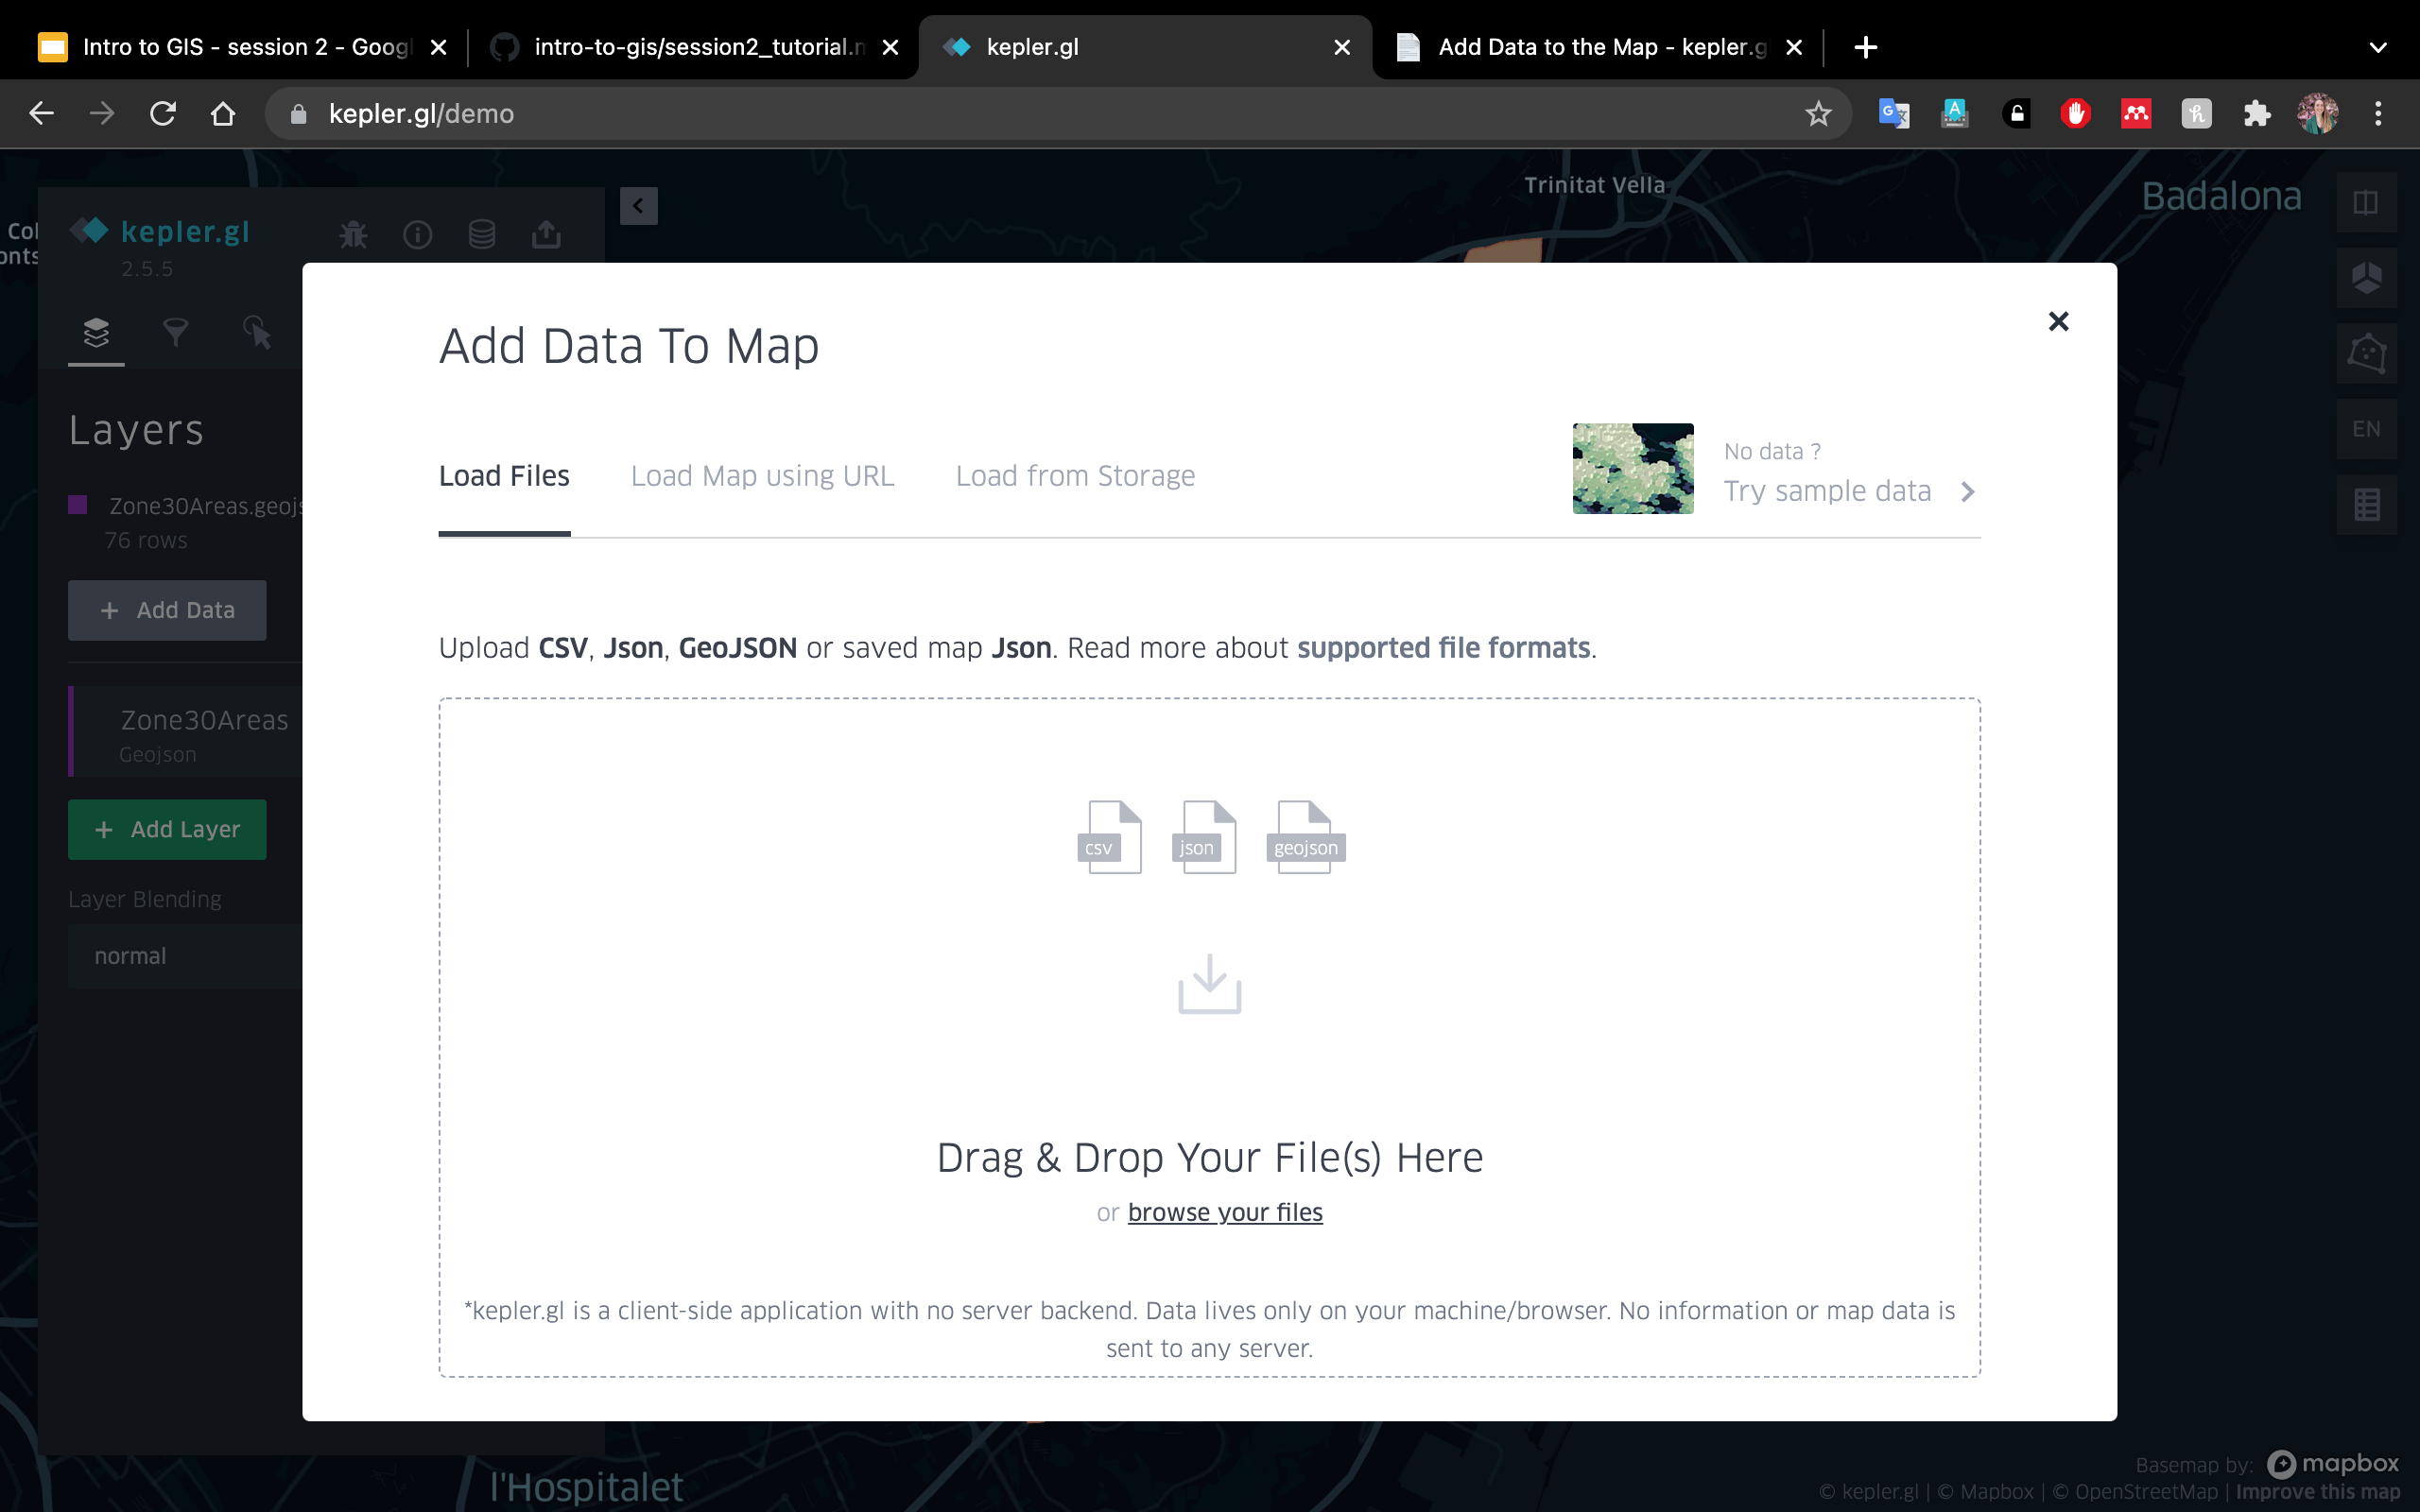 Intro to GIS - session 2 - Googl
intro-to-gis/session2_tutorial.m
kepler.gl
Add Data to the Map - kepler.g
kepler.gl/demo
Trinitat Vella
Badalona
Col
onts
kepler.gl
2.5.5
Add Data To Map
Layers
Load Files
Load Map using URL
Load from Storage
No data ?
Try sample data
EN
Zone30Areas.geojs
76 rows
Add Data
Upload CSV, Json, GeoJSON or saved map Json. Read more about supported file formats.
Zone30Areas
Geojson
Add Layer
csv
json
geojson
Layer Blending
normal
Drag & Drop Your File(s) Here
or browse your files
*kepler.gl is a client-side application with no server backend. Data lives only on your machine/browser. No information or map data is
sent to any server.
l'Hospitalet
Basemap by: mapbox
© kepler.gl | © Mapbox | © OpenStreetMap | Improve this map